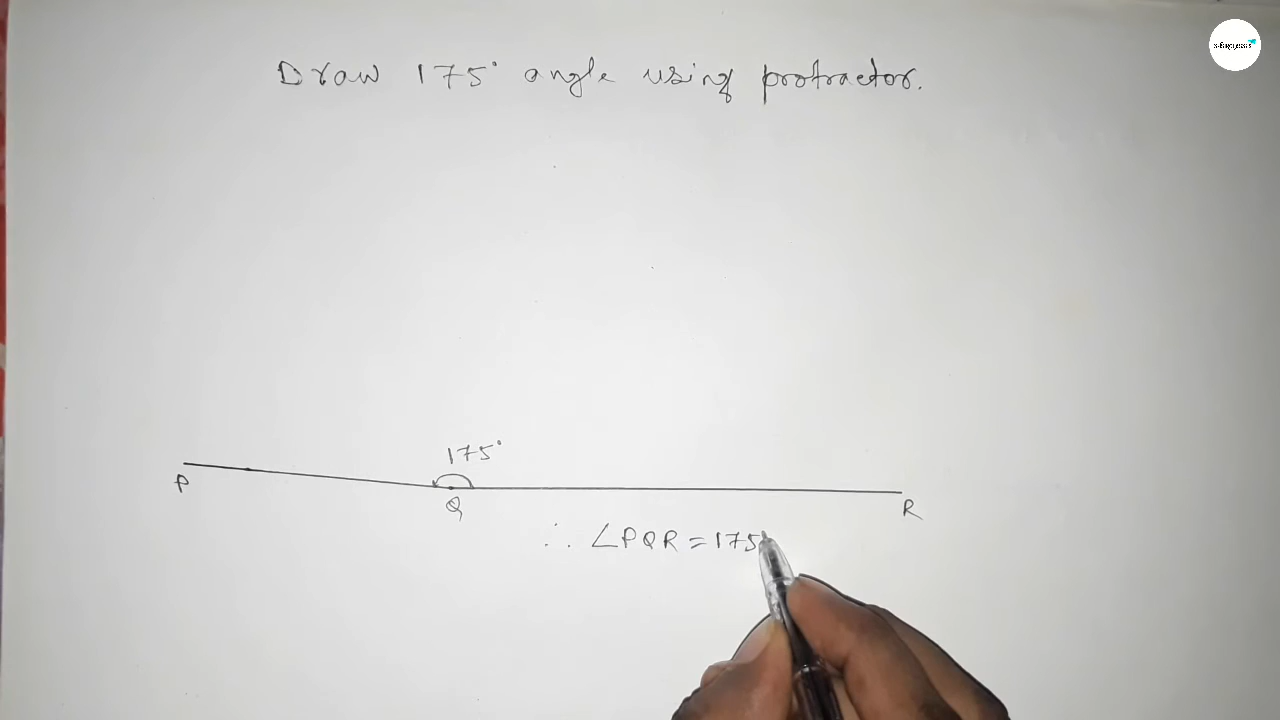 Draw 175° angle using protractor.
175°
P
Q
R
∴ ∠PQR = 175